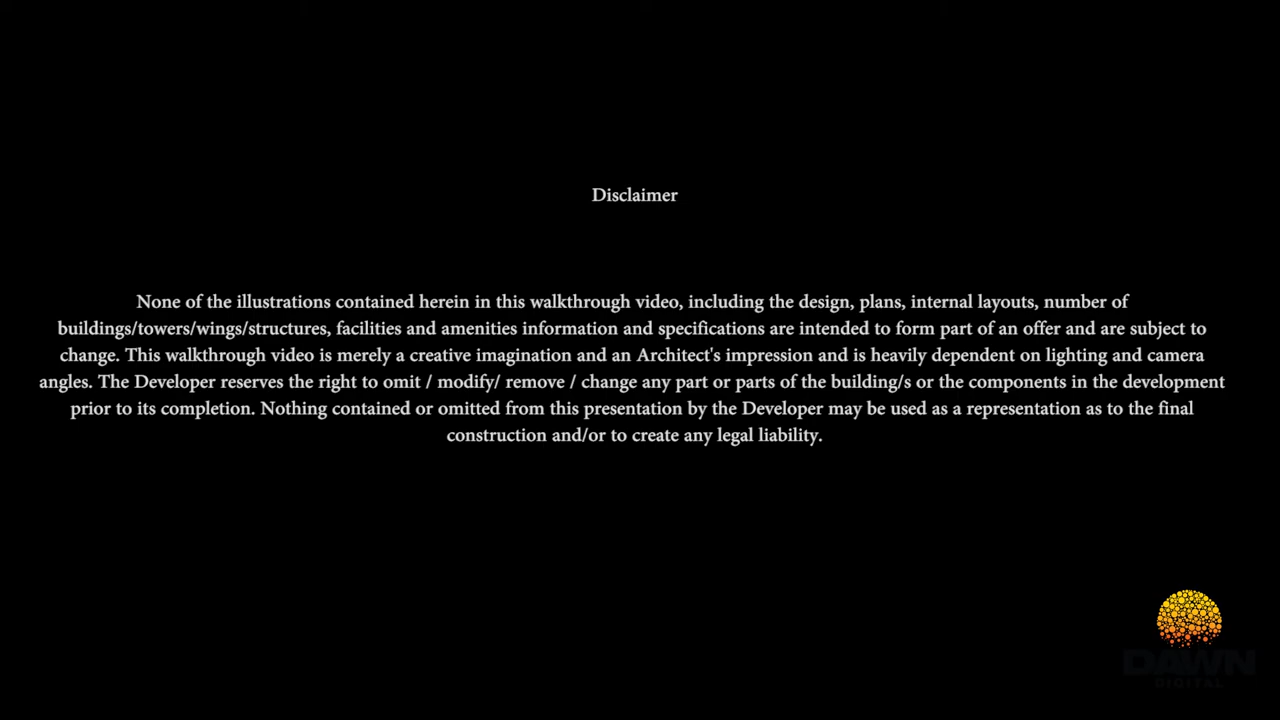 Disclaimer
None of the illustrations contained herein in this walkthrough video, including the design, plans, internal layouts, number of
buildings/towers/wings/structures, facilities and amenities information and specifications are intended to form part of an offer and are subject to
change. This walkthrough video is merely a creative imagination and an Architect's impression and is heavily dependent on lighting and camera
angles. The Developer reserves the right to omit / modify/ remove / change any part or parts of the building/s or the components in the development
prior to its completion. Nothing contained or omitted from this presentation by the Developer may be used as a representation as to the final
construction and/or to create any legal liability.
DAWN
DIGITAL